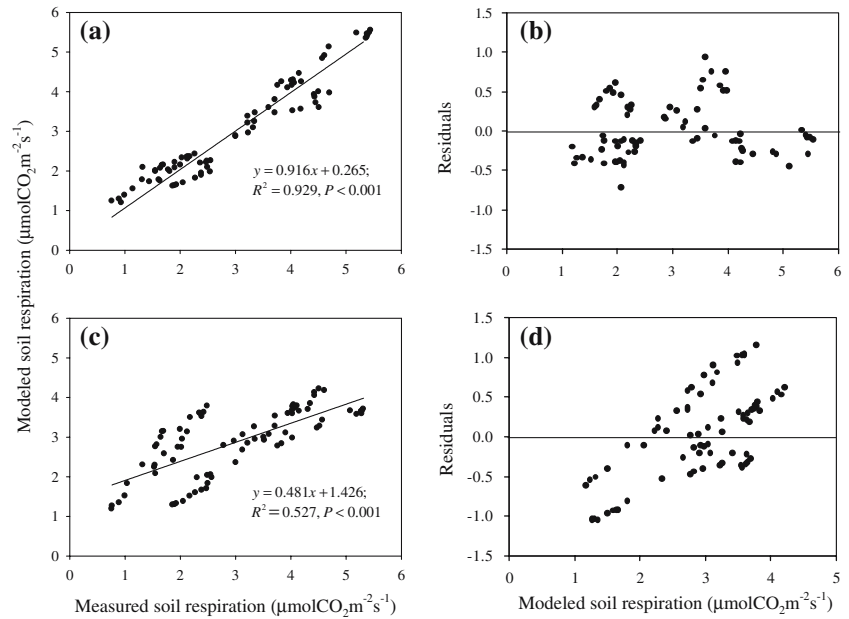 (a)
6
5
4
3
2
1
0
0 1 2 3 4 5 6
y = 0.916x + 0.265;
R² = 0.929, P < 0.001
(b)
Residuals
1.5
1.0
0.5
0.0
-0.5
-1.0
-1.5
0 1 2 3 4 5 6
Modeled soil respiration (μmolCO₂m⁻²s⁻¹)
(c)
6
5
4
3
2
1
0
0 1 2 3 4 5 6
y = 0.481x + 1.426;
R² = 0.527, P < 0.001
Measured soil respiration (μmolCO₂m⁻²s⁻¹)
(d)
Residuals
1.5
1.0
0.5
0.0
-0.5
-1.0
-1.5
0 1 2 3 4 5
Modeled soil respiration (μmolCO₂m⁻²s⁻¹)